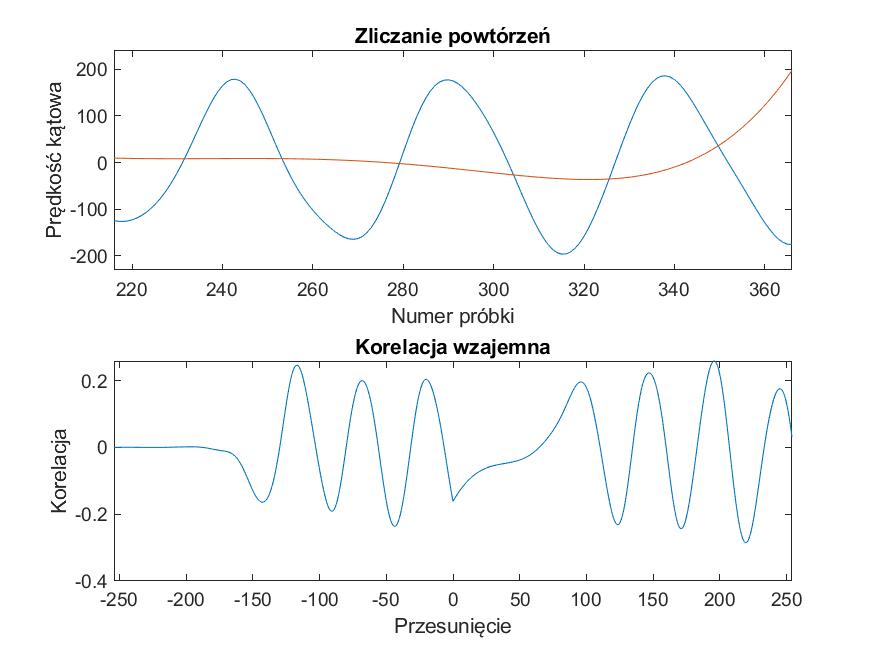 Zliczanie powtórzeń
Prędkość kątowa
200
100
0
-100
-200
220 240 260 280 300 320 340 360
Numer próbki
Korelacja wzajemna
Korelacja
0.2
0
-0.2
-0.4
-250 -200 -150 -100 -50 0 50 100 150 200 250
Przesunięcie